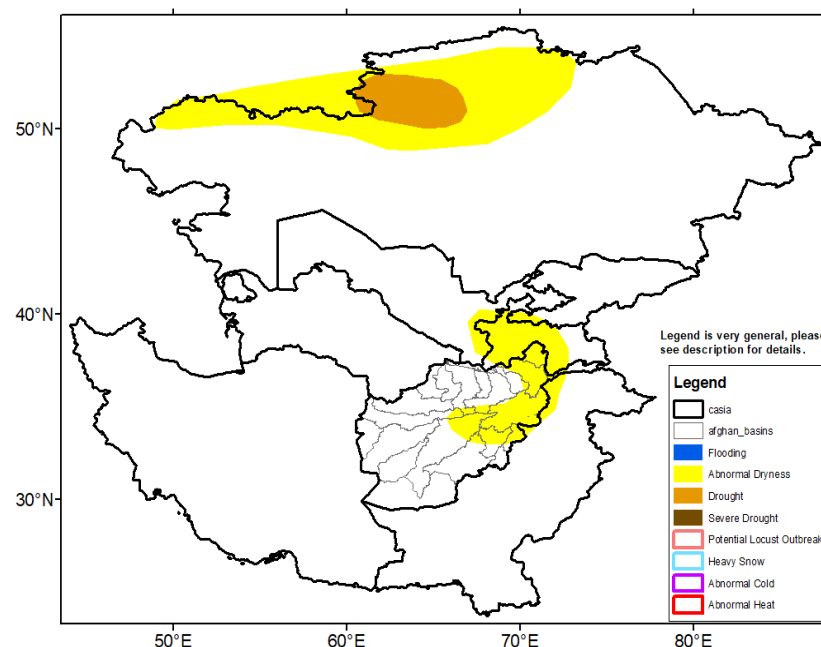 50°N
40°N
30°N
50°E
60°E
70°E
80°E
Legend is very general, please
see description for details.
Legend
casia
afghan_basins
Flooding
Abnormal Dryness
Drought
Severe Drought
Potential Locust Outbreak
Heavy Snow
Abnormal Cold
Abnormal Heat